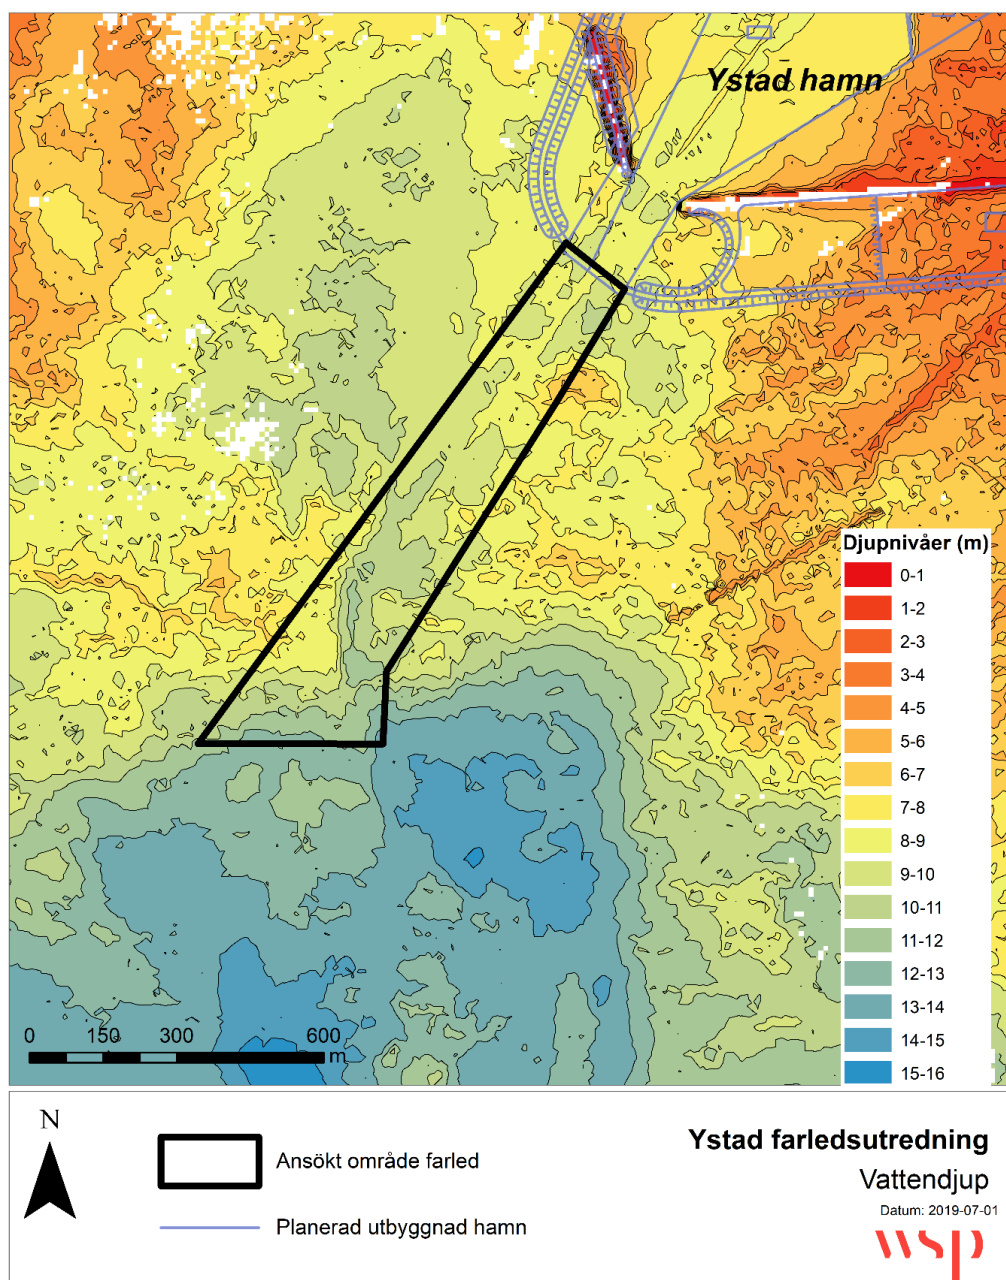 Ystad hamn
Djupnivåer (m)
0-1
1-2
2-3
3-4
4-5
5-6
6-7
7-8
8-9
9-10
10-11
11-12
12-13
13-14
14-15
15-16
0 150 300 600
m
N
Ansökt område farled
Planerad utbyggnad hamn
Ystad farledsutredning
Vattendjup
Datum: 2019-07-01
wsp